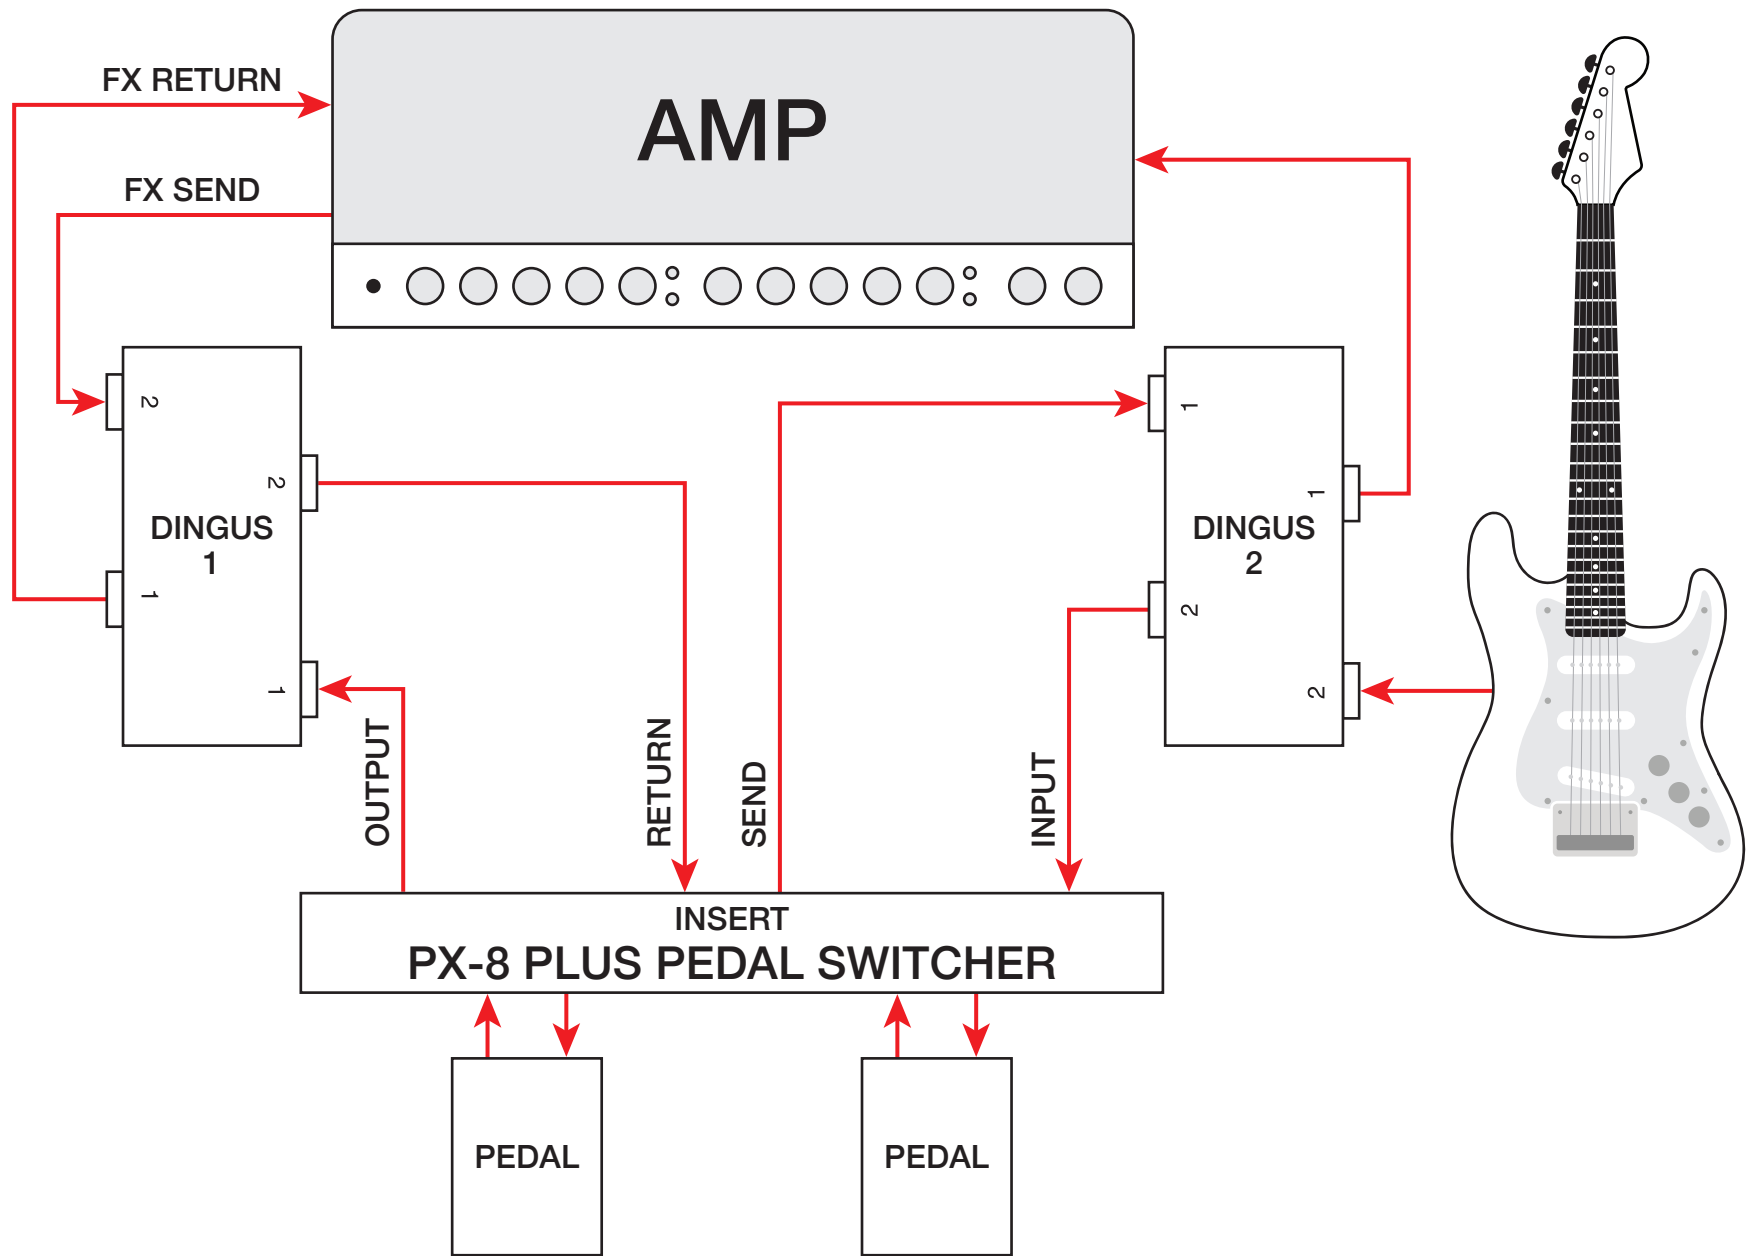 FX RETURN
AMP
FX SEND
2
1
2
1
DINGUS
1
DINGUS
2
1
2
1
2
OUTPUT
RETURN
SEND
INPUT
INSERT
PX-8 PLUS PEDAL SWITCHER
PEDAL
PEDAL